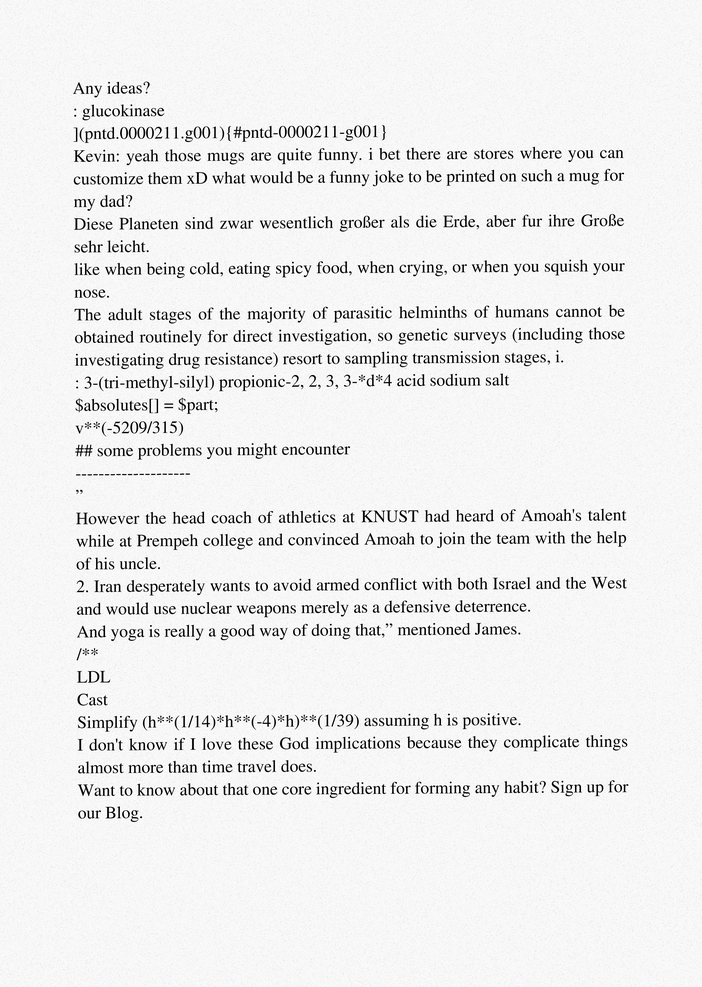 Any ideas?
: glucokinase
](pntd.0000211.g001){#pntd-0000211-g001}
Kevin: yeah those mugs are quite funny. i bet there are stores where you can
customize them xD what would be a funny joke to be printed on such a mug for
my dad?
Diese Planeten sind zwar wesentlich großer als die Erde, aber fur ihre Große
sehr leicht.
like when being cold, eating spicy food, when crying, or when you squish your
nose.
The adult stages of the majority of parasitic helminths of humans cannot be
obtained routinely for direct investigation, so genetic surveys (including those
investigating drug resistance) resort to sampling transmission stages, i.
: 3-(tri-methyl-silyl) propionic-2, 2, 3, 3-*d*4 acid sodium salt
$absolutes[] = $part;
v**(-5209/315)
## some problems you might encounter
--------------------
”
However the head coach of athletics at KNUST had heard of Amoah's talent
while at Prempeh college and convinced Amoah to join the team with the help
of his uncle.
2. Iran desperately wants to avoid armed conflict with both Israel and the West
and would use nuclear weapons merely as a defensive deterrence.
And yoga is really a good way of doing that,” mentioned James.
/**
LDL
Cast
Simplify (h**(1/14)*h**(-4)*h)**(1/39) assuming h is positive.
I don't know if I love these God implications because they complicate things
almost more than time travel does.
Want to know about that one core ingredient for forming any habit? Sign up for
our Blog.